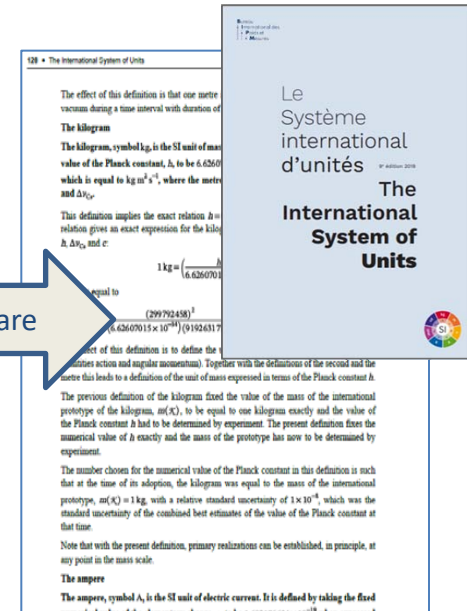 Bureau
International des
Poids et
Mesures
Le
Système
international
d'unités 9e édition 2019
The
International
System of
Units
SI
128 • The International System of Units
The effect of this definition is that one metre
vacuum during a time interval with duration of
The kilogram
The kilogram, symbol kg, is the SI unit of mas
value of the Planck constant, h, to be 6.6260
which is equal to kg m² s⁻¹, where the metre
and Δν_Cs.
This definition implies the exact relation h =
relation gives an exact expression for the kilo
h, Δν_Cs and c:
1 kg = ( h
6.6260701
equal to
(299792458)²
(6.62607015 × 10⁻³⁴)(91926317
are
ect of this definition is to define the u
ntities action and angular momentum). Together with the definitions of the second and the
metre this leads to a definition of the unit of mass expressed in terms of the Planck constant h.
The previous definition of the kilogram fixed the value of the mass of the international
prototype of the kilogram, m(𝒦), to be equal to one kilogram exactly and the value of
the Planck constant h had to be determined by experiment. The present definition fixes the
numerical value of h exactly and the mass of the prototype has now to be determined by
experiment.
The number chosen for the numerical value of the Planck constant in this definition is such
that at the time of its adoption, the kilogram was equal to the mass of the international
prototype, m(𝒦) = 1 kg, with a relative standard uncertainty of 1 × 10⁻⁸, which was the
standard uncertainty of the combined best estimates of the value of the Planck constant at
that time.
Note that with the present definition, primary realizations can be established, in principle, at
any point in the mass scale.
The ampere
The ampere, symbol A, is the SI unit of electric current. It is defined by taking the fixed